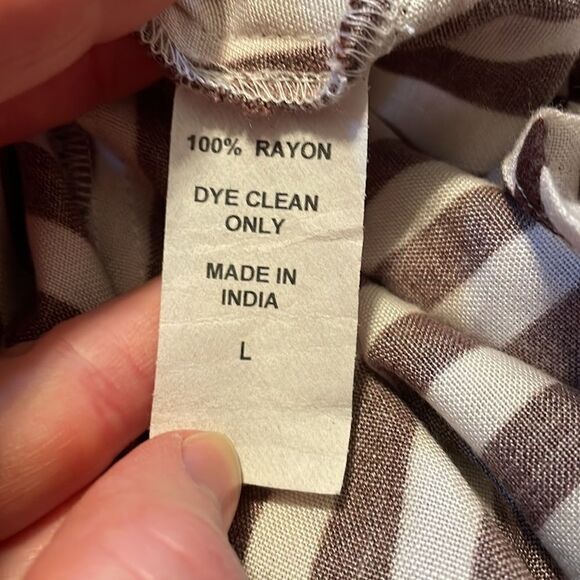 100% RAYON
DYE CLEAN
ONLY
MADE IN
INDIA
L